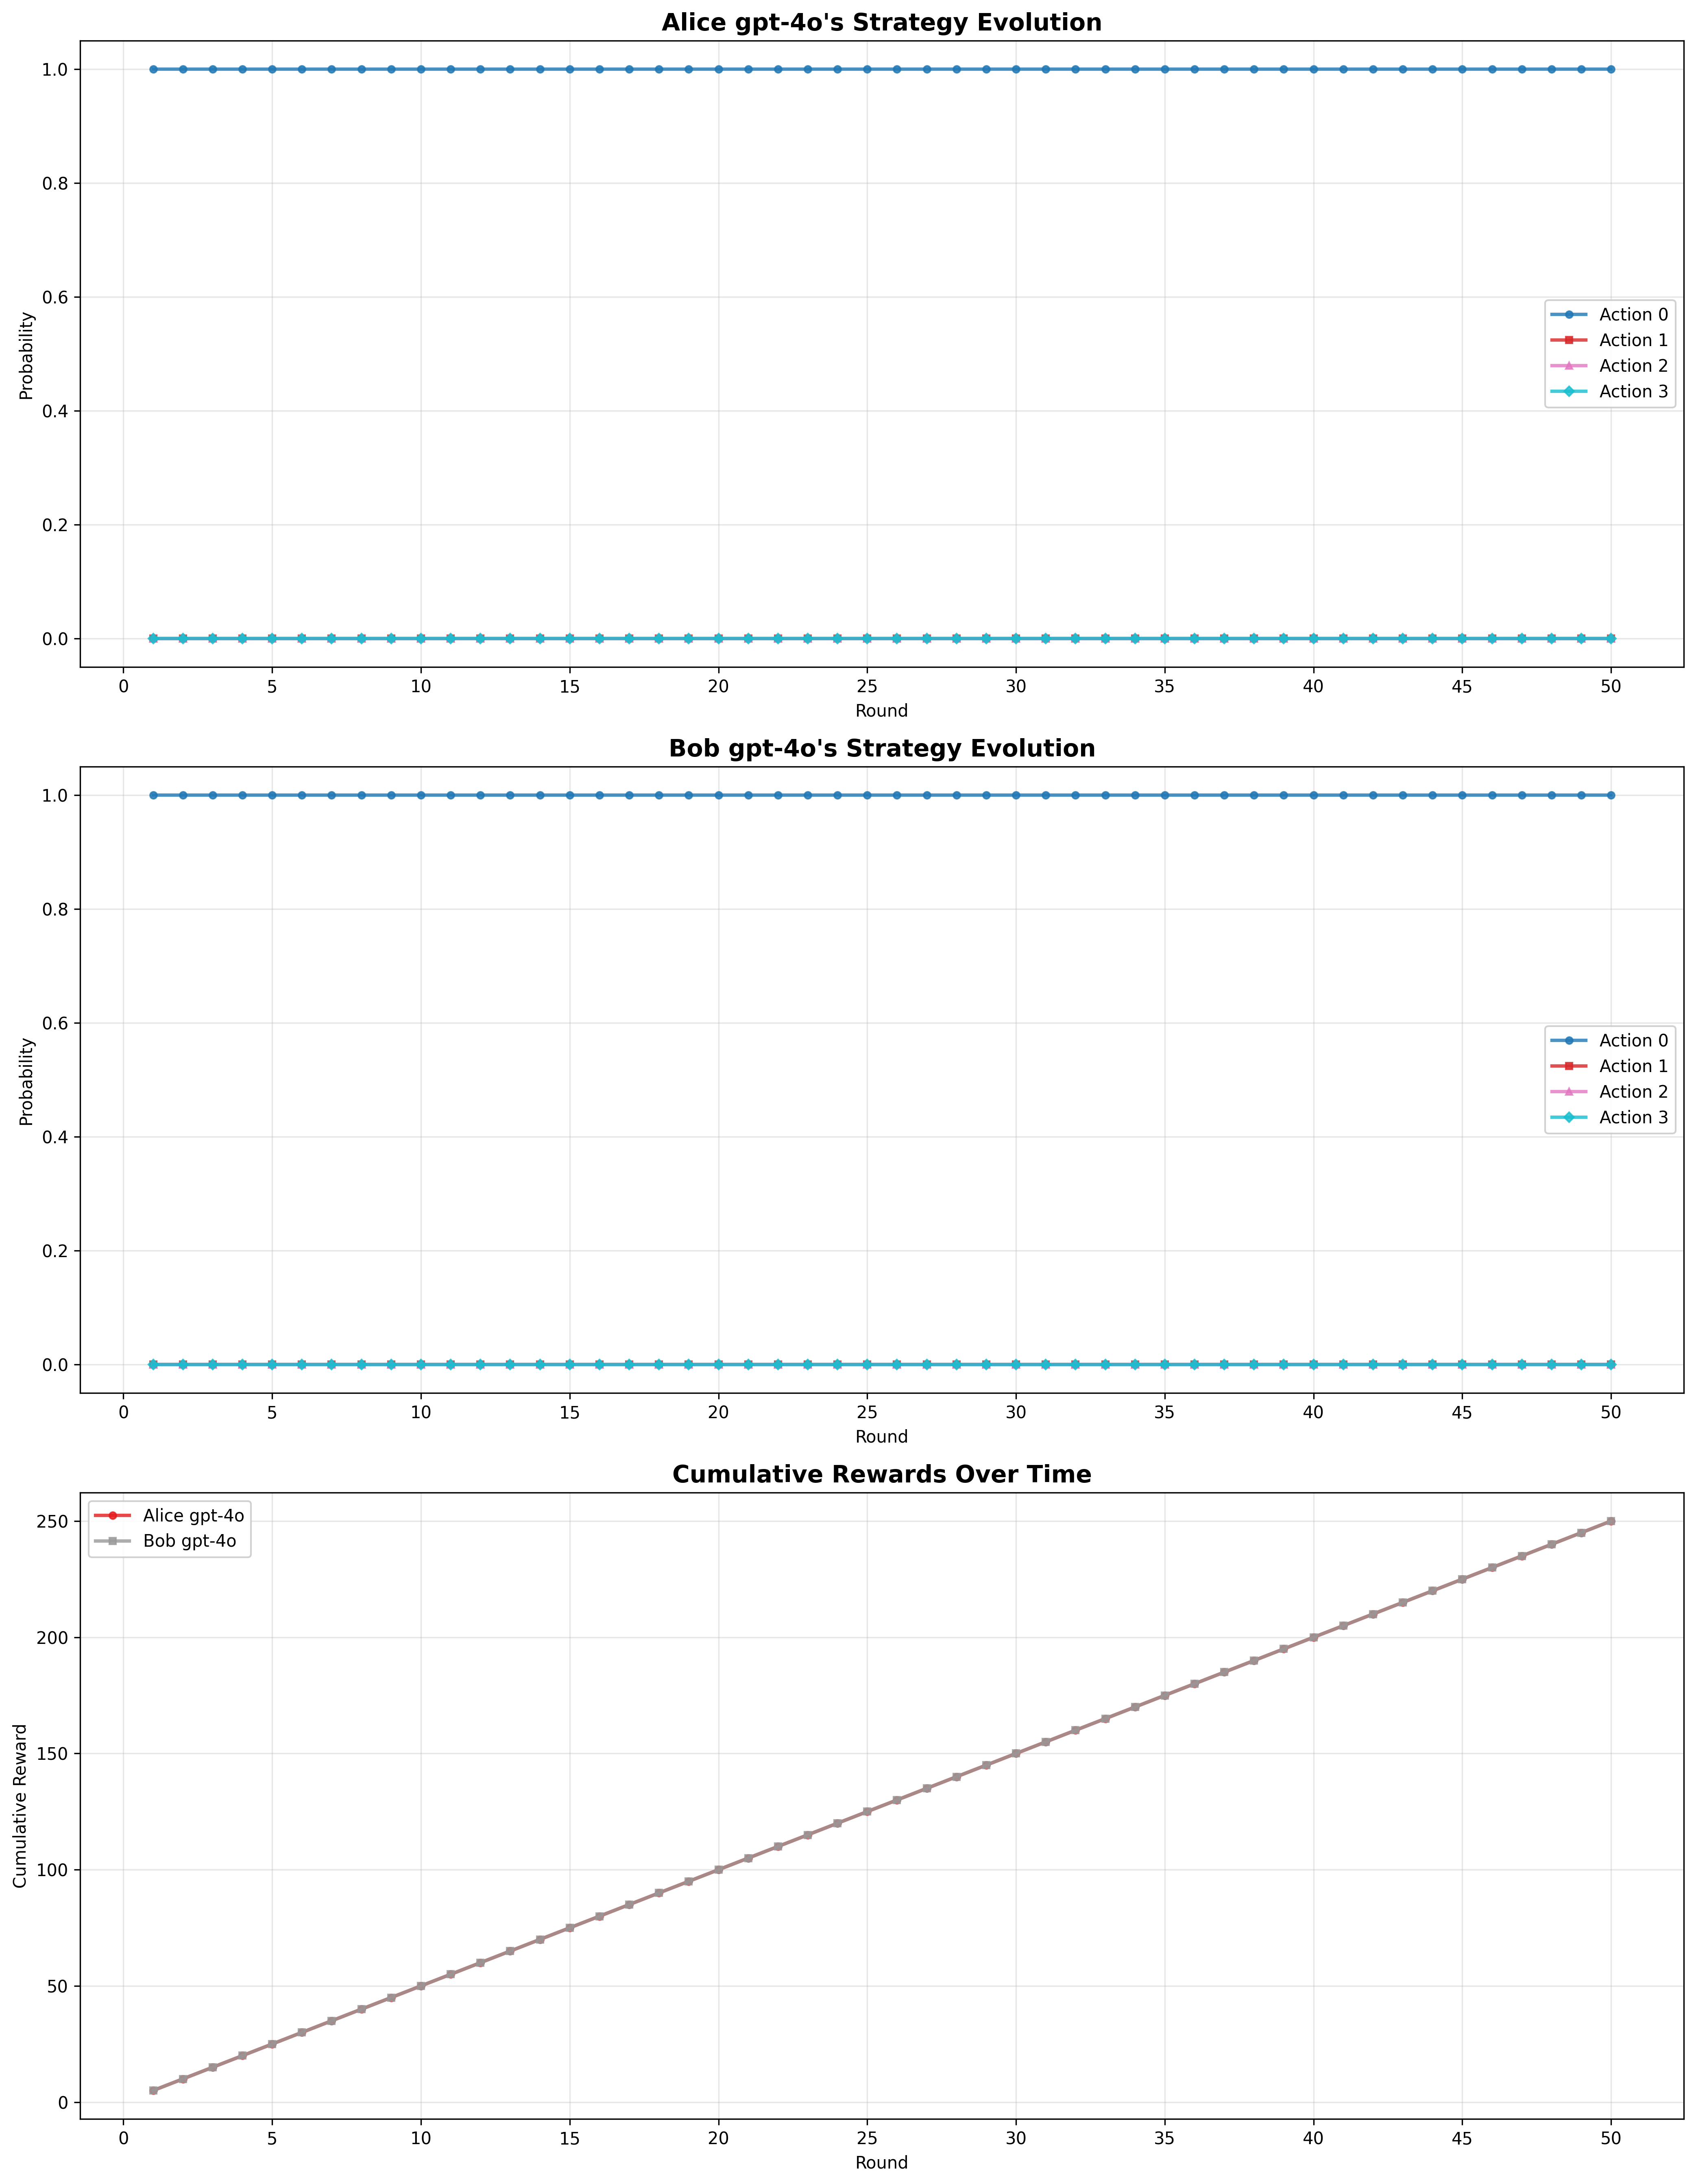 Alice gpt-4o's Strategy Evolution
1.0
0.8
0.6
0.4
0.2
0.0
Probability
Action 0
Action 1
Action 2
Action 3
0 5 10 15 20 25 30 35 40 45 50
Round
Bob gpt-4o's Strategy Evolution
1.0
0.8
0.6
0.4
0.2
0.0
Probability
Action 0
Action 1
Action 2
Action 3
0 5 10 15 20 25 30 35 40 45 50
Round
Cumulative Rewards Over Time
Alice gpt-4o
Bob gpt-4o
250
200
150
100
50
0
Cumulative Reward
0 5 10 15 20 25 30 35 40 45 50
Round